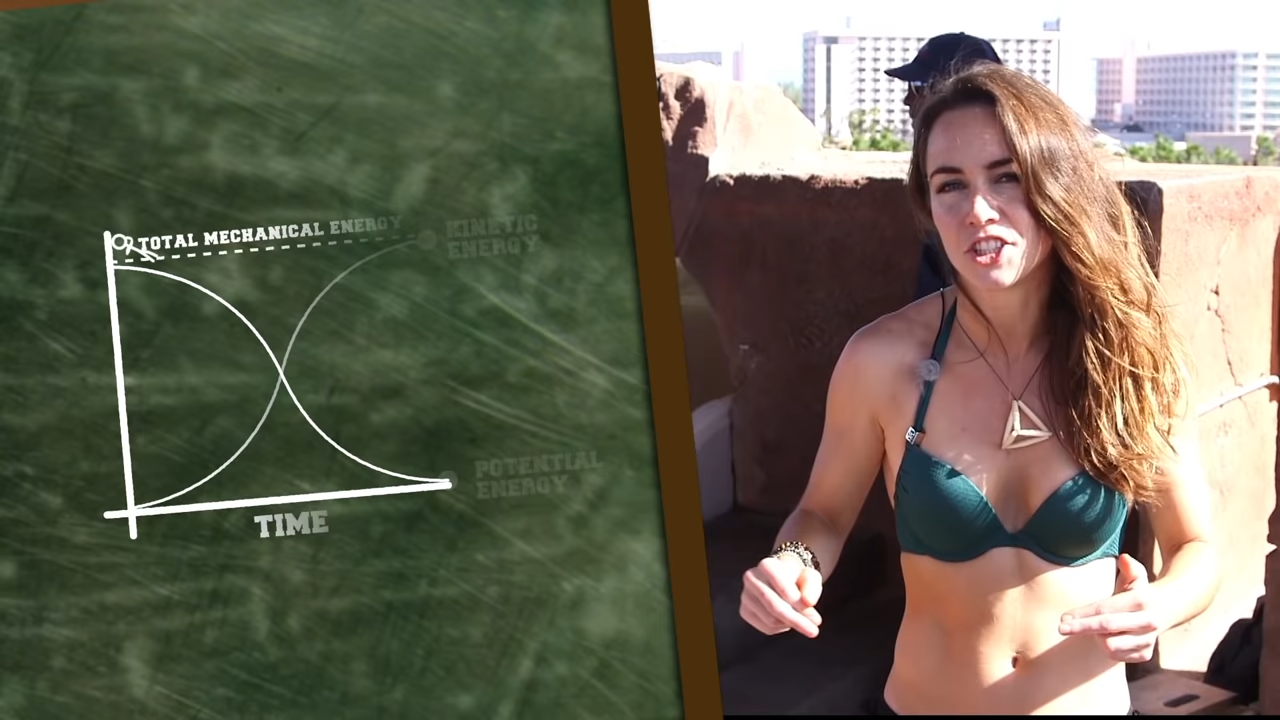 TOTAL MECHANICAL ENERGY
KINETIC
ENERGY
POTENTIAL
ENERGY
TIME